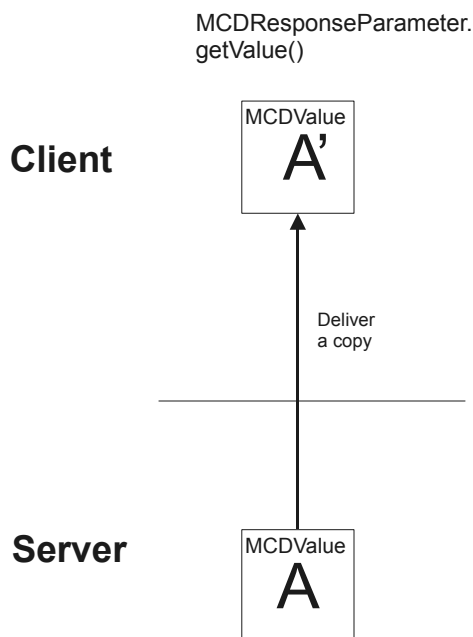 MCDResponseParameter.
getValue()
MCDValue
A’
Client
Deliver
a copy
Server
MCDValue
A